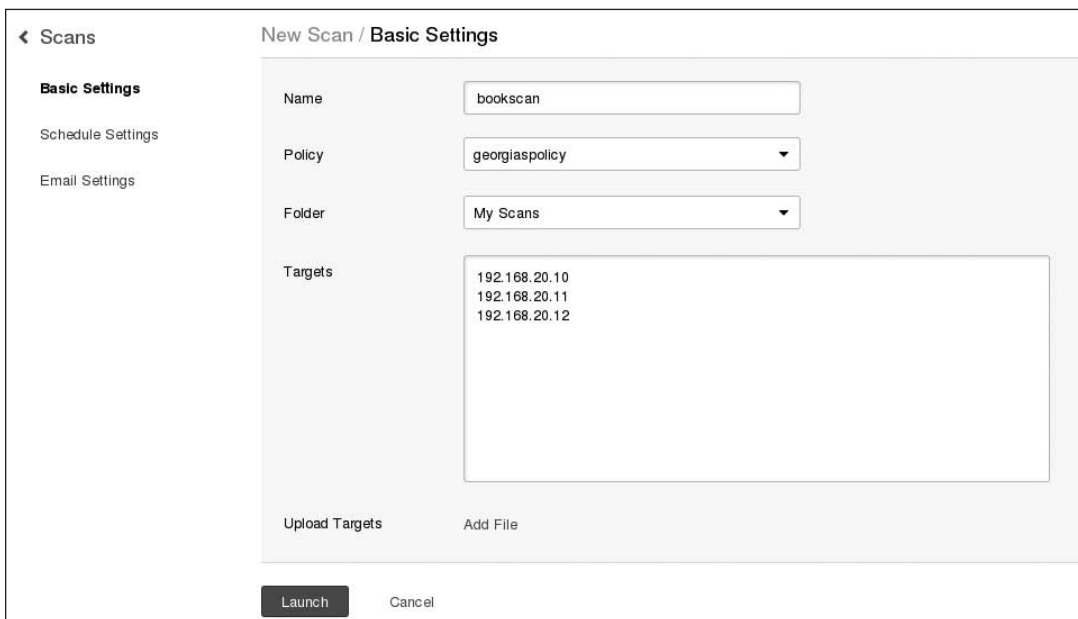 Scans
New Scan / Basic Settings
Basic Settings
Schedule Settings
Email Settings
Name
bookscan
Policy
georgiaspolicy
Folder
My Scans
Targets
192.168.20.10
192.168.20.11
192.168.20.12
Upload Targets
Add File
Launch
Cancel